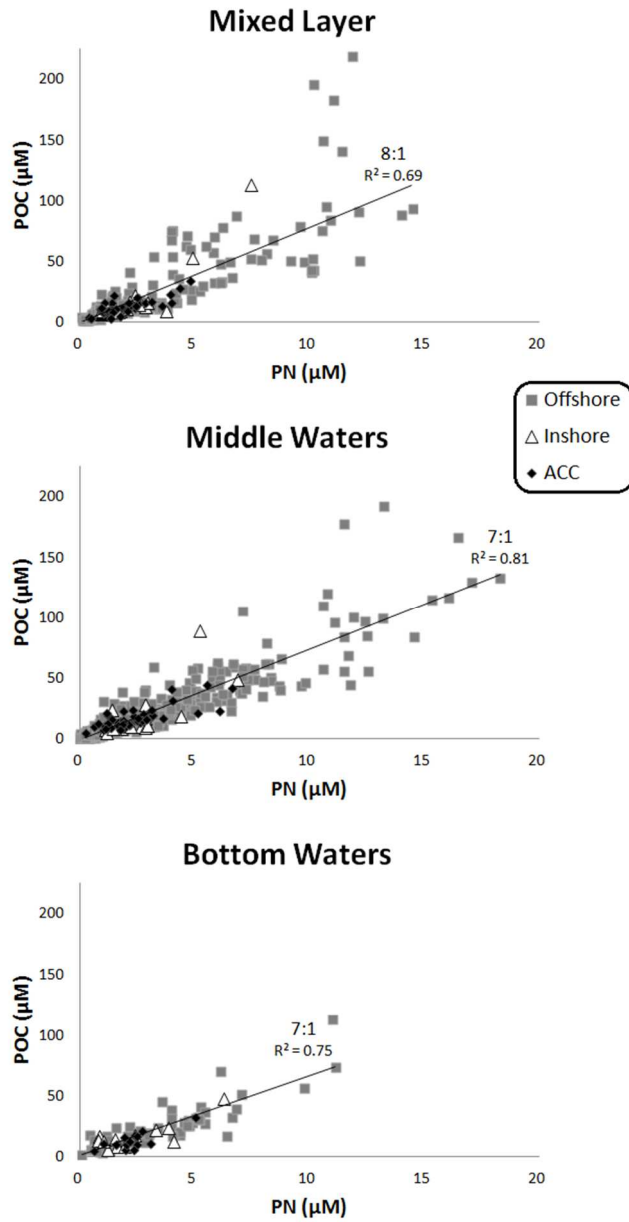 Mixed Layer
200
150
100
50
0
POC (µM)
8:1
R² = 0.69
0
5
10
15
20
PN (µM)
Offshore
Inshore
ACC
Middle Waters
200
150
100
50
0
POC (µM)
7:1
R² = 0.81
0
5
10
15
20
PN (µM)
Bottom Waters
200
150
100
50
0
POC (µM)
7:1
R² = 0.75
0
5
10
15
20
PN (µM)